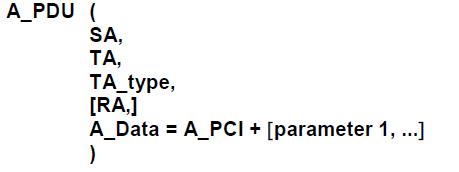 A_PDU (
SA,
TA,
TA_type,
[RA,]
A_Data = A_PCI + [parameter 1, ...]
)